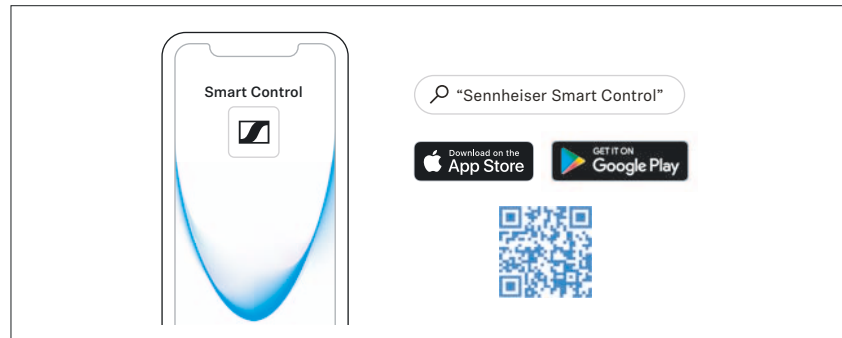 Smart Control
“Sennheiser Smart Control”
Download on the
App Store
GET IT ON
Google Play